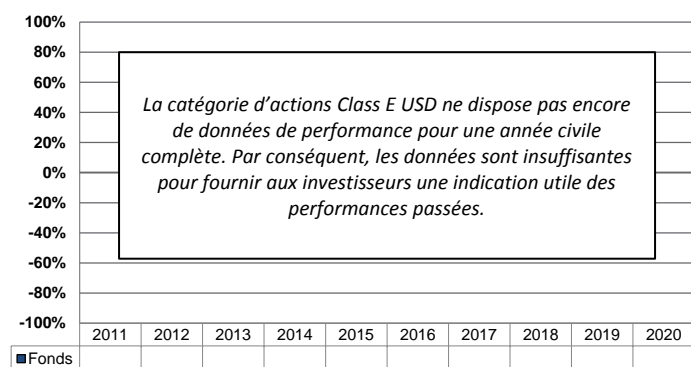 100%
80%
60%
40%
20%
0%
-20%
-40%
-60%
-80%
-100%
La catégorie d'actions Class E USD ne dispose pas encore
de données de performance pour une année civile
complète. Par conséquent, les données sont insuffisantes
pour fournir aux investisseurs une indication utile des
performances passées.
2011 2012 2013 2014 2015 2016 2017 2018 2019 2020
Fonds